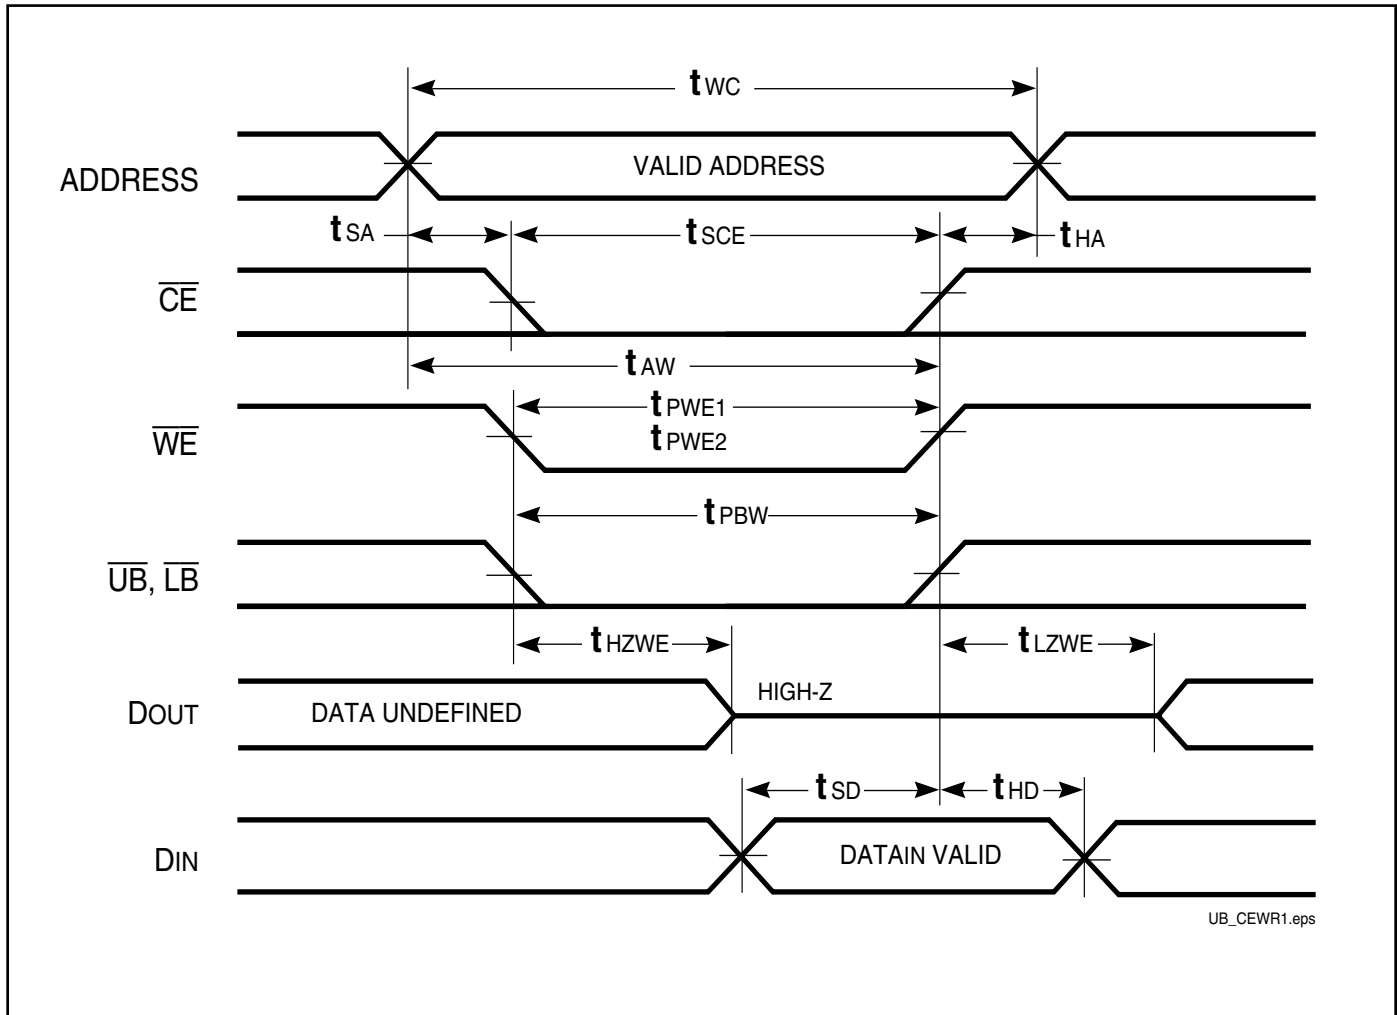 tWC
ADDRESS
VALID ADDRESS
tSA
tSCE
tHA
CE
tAW
tPWE1
WE
tPWE2
tPBW
UB, LB
tHZWE
tLZWE
DOUT
DATA UNDEFINED
HIGH-Z
tSD
tHD
DIN
DATAIN VALID
UB_CEWR1.eps